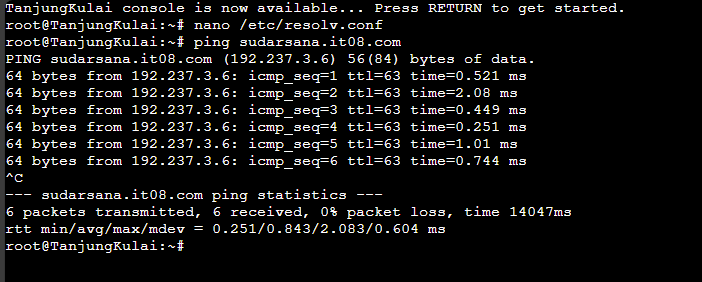 TanjungKulai console is now available... Press RETURN to get started.
root@TanjungKulai:~# nano /etc/resolv.conf
root@TanjungKulai:~# ping sudarsana.it08.com
PING sudarsana.it08.com (192.237.3.6) 56(84) bytes of data.
64 bytes from 192.237.3.6: icmp_seq=1 ttl=63 time=0.521 ms
64 bytes from 192.237.3.6: icmp_seq=2 ttl=63 time=2.08 ms
64 bytes from 192.237.3.6: icmp_seq=3 ttl=63 time=0.449 ms
64 bytes from 192.237.3.6: icmp_seq=4 ttl=63 time=0.251 ms
64 bytes from 192.237.3.6: icmp_seq=5 ttl=63 time=1.01 ms
64 bytes from 192.237.3.6: icmp_seq=6 ttl=63 time=0.744 ms
^C
--- sudarsana.it08.com ping statistics ---
6 packets transmitted, 6 received, 0% packet loss, time 14047ms
rtt min/avg/max/mdev = 0.251/0.843/2.083/0.604 ms
root@TanjungKulai:~#